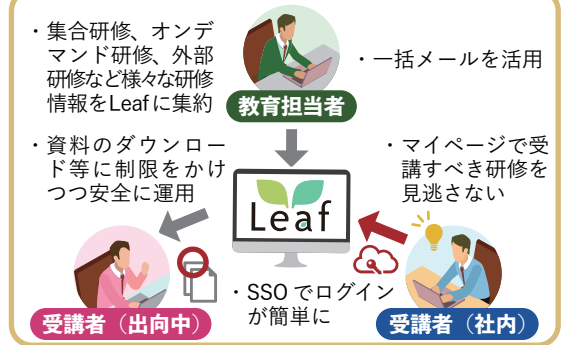 ・集合研修、オンデ
マンド研修、外部
研修など様々な研修
情報をLeafに集約
・一括メールを活用
教育担当者
・資料のダウンロー
ド等に制限をかけ
つつ安全に運用
・マイページで受
講すべき研修を
見逃さない
Leaf
・SSOでログイン
が簡単に
受講者（出向中）
受講者（社内）